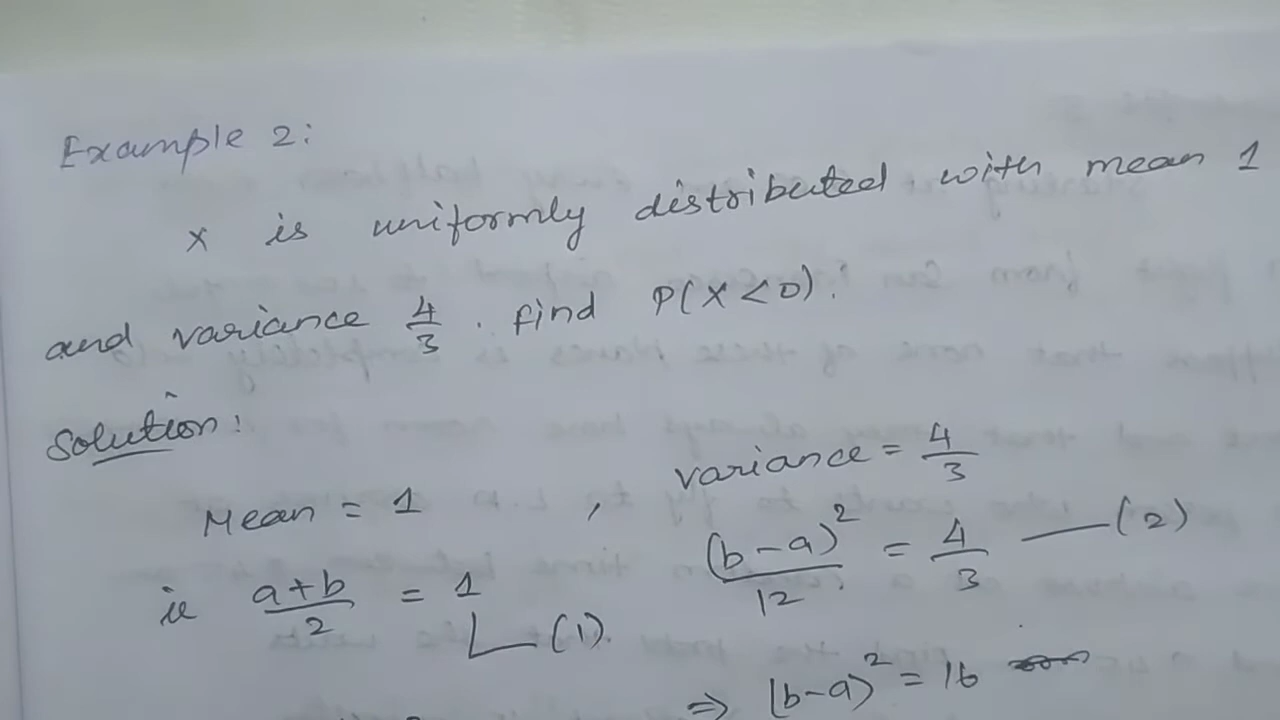 Example 2:
X is uniformly distributed with mean 1
and variance 4/3. find P(X<0).
Solution:
Mean = 1 , variance = 4/3
ie (a+b)/2 = 1 —(1) (b-a)²/12 = 4/3 —(2)
⇒ (b-a)² = 16